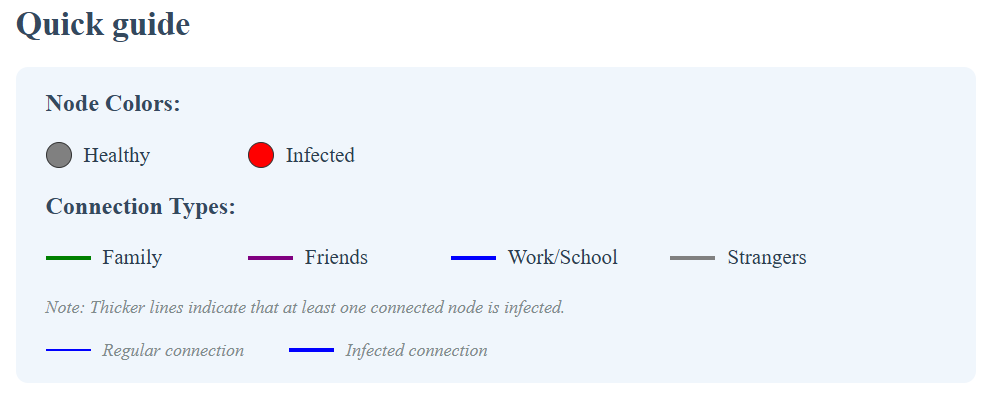 Quick guide
Node Colors:
Healthy Infected
Connection Types:
Family Friends Work/School Strangers
Note: Thicker lines indicate that at least one connected node is infected.
Regular connection Infected connection